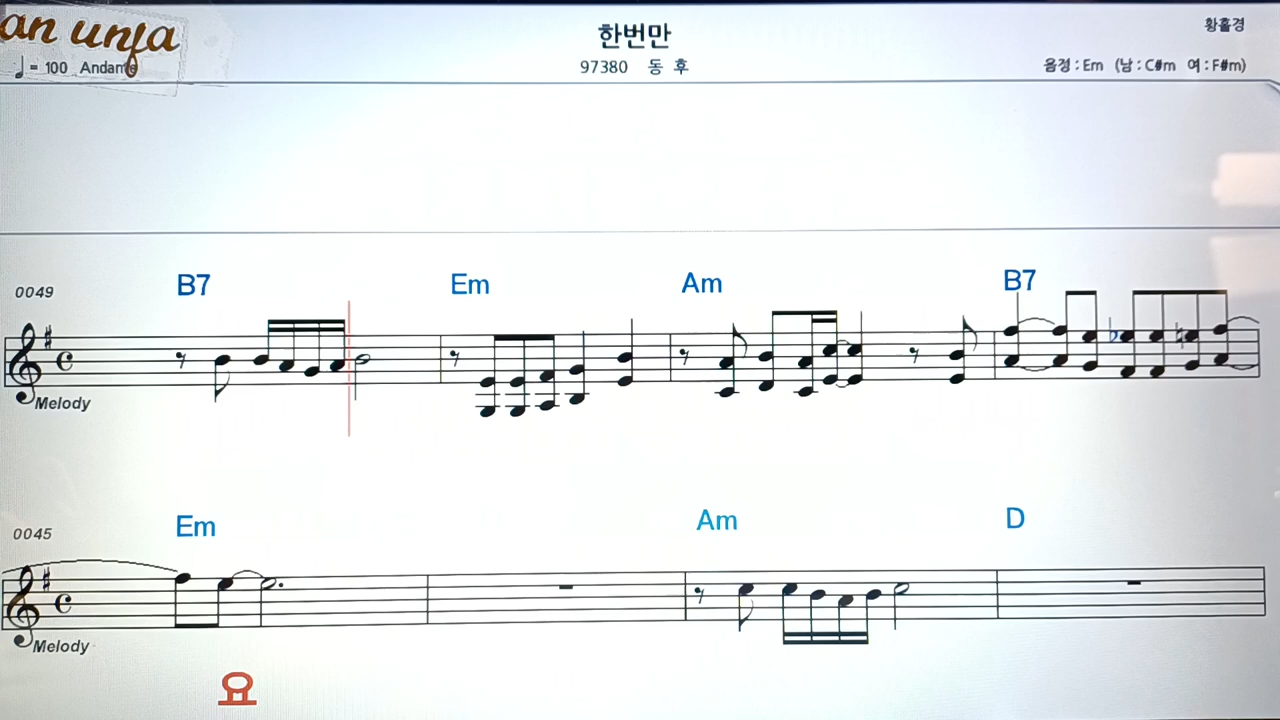 an unfa
한번만
황홀경
♩= 100 Andante
97380 동 후
음정 : Em (남 : C#m 여 : F#m)
B7 Em Am B7
0049
Melody
Em Am D
0045
Melody
요